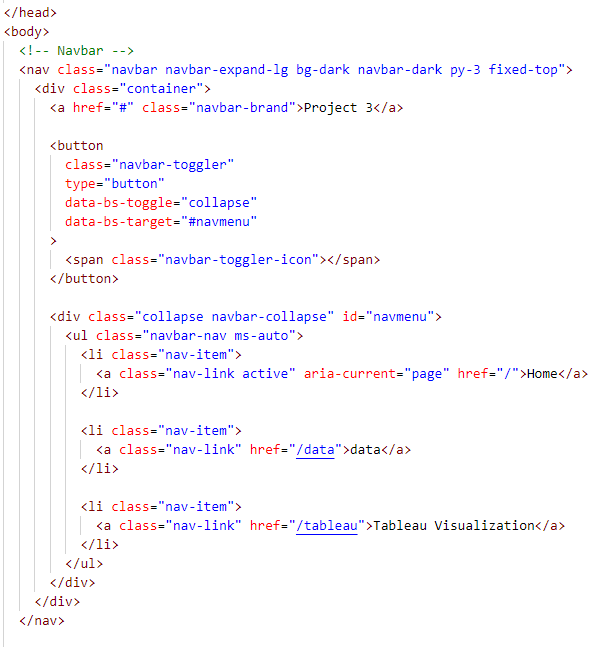 </head>
<body>
<!-- Navbar -->
<nav class="navbar navbar-expand-lg bg-dark navbar-dark py-3 fixed-top">
<div class="container">
<a href="#" class="navbar-brand">Project 3</a>
<button
class="navbar-toggler"
type="button"
data-bs-toggle="collapse"
data-bs-target="#navmenu"
>
<span class="navbar-toggler-icon"></span>
</button>
<div class="collapse navbar-collapse" id="navmenu">
<ul class="navbar-nav ms-auto">
<li class="nav-item">
<a class="nav-link active" aria-current="page" href="/">Home</a>
</li>
<li class="nav-item">
<a class="nav-link" href="/data">data</a>
</li>
<li class="nav-item">
<a class="nav-link" href="/tableau">Tableau Visualization</a>
</li>
</ul>
</div>
</div>
</nav>